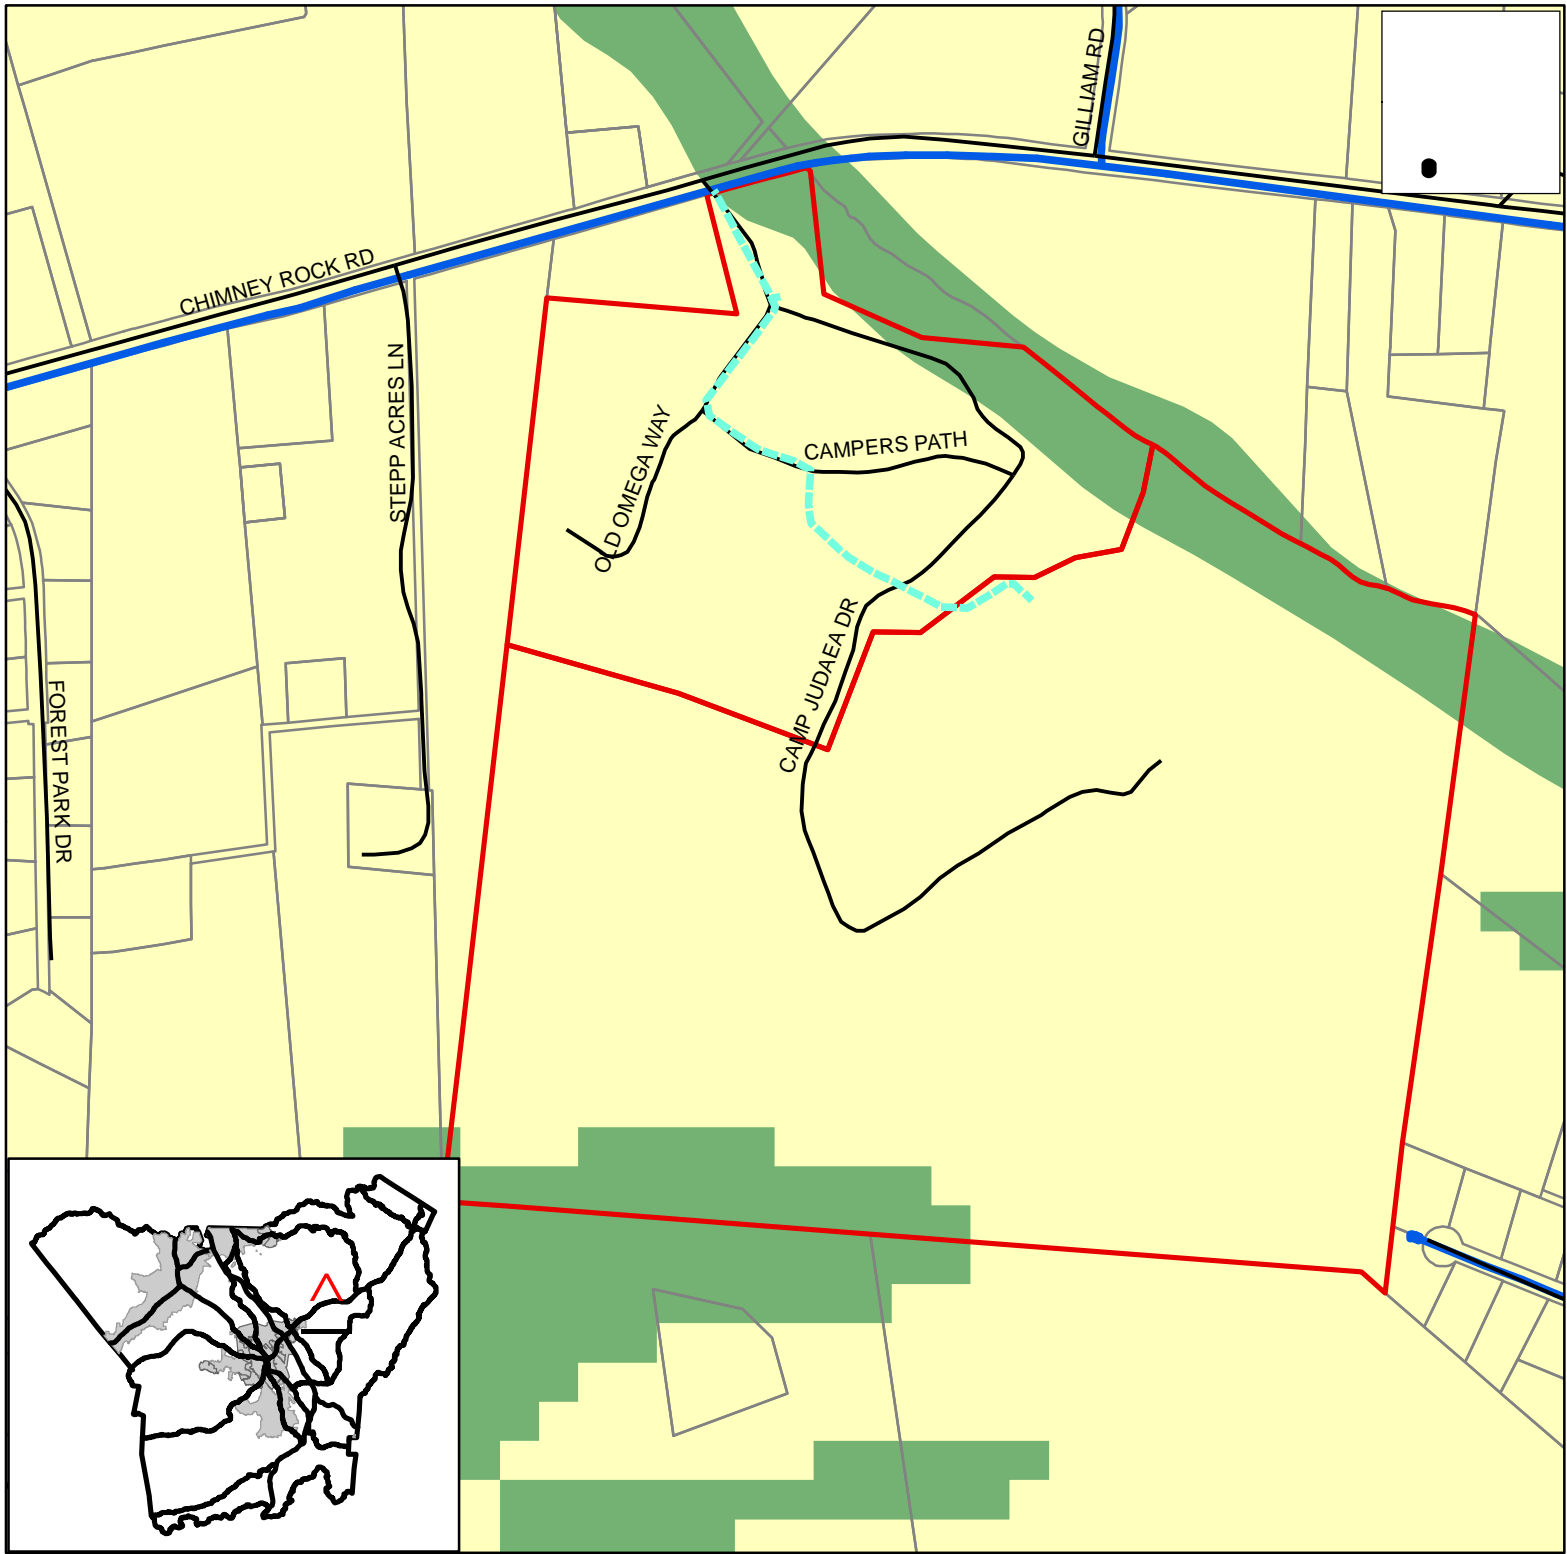 GILLIAM RD
CHIMNEY ROCK RD
STEPP ACRES LN
OLD OMEGA WAY
CAMPERS PATH
CAMP JUDAEA DR
FOREST PARK DR